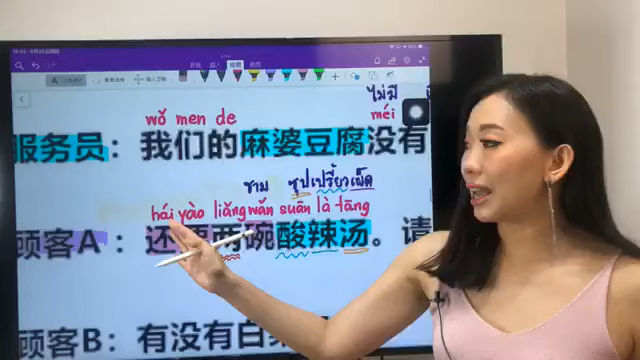 ไม่มี
wǒ men de méi
服务员：我们的麻婆豆腐没有
ชาม ซุปเปรี้ยวเผ็ด
hái yào liǎng wǎn suān là tāng
顾客A：还要两碗酸辣汤。请
顾客B：有没有白